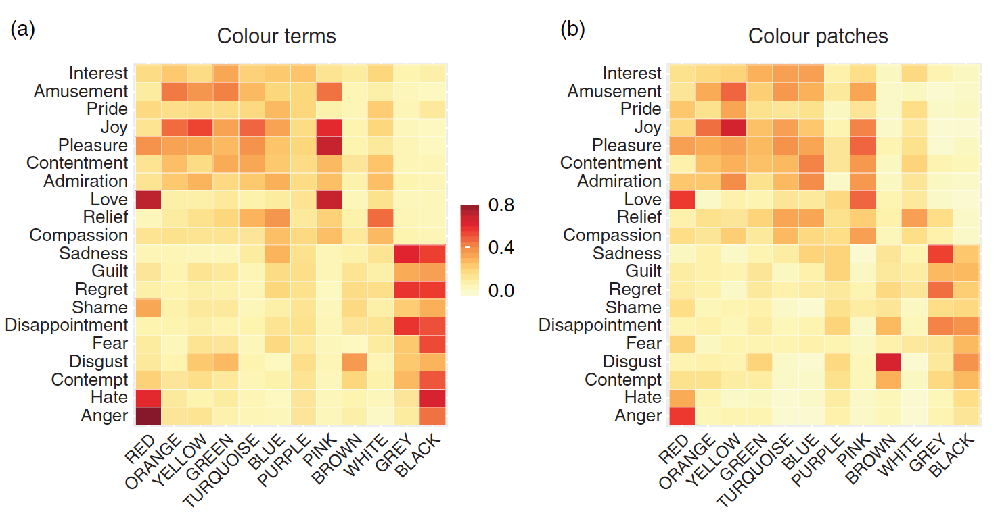 (a)
Colour terms
Interest
Amusement
Pride
Joy
Pleasure
Contentment
Admiration
Love
Relief
Compassion
Sadness
Guilt
Regret
Shame
Disappointment
Fear
Disgust
Contempt
Hate
Anger
RED
ORANGE
YELLOW
GREEN
TURQUOISE
BLUE
PURPLE
PINK
BROWN
WHITE
GREY
BLACK
0.8
0.4
0.0
(b)
Colour patches
Interest
Amusement
Pride
Joy
Pleasure
Contentment
Admiration
Love
Relief
Compassion
Sadness
Guilt
Regret
Shame
Disappointment
Fear
Disgust
Contempt
Hate
Anger
RED
ORANGE
YELLOW
GREEN
TURQUOISE
BLUE
PURPLE
PINK
BROWN
WHITE
GREY
BLACK